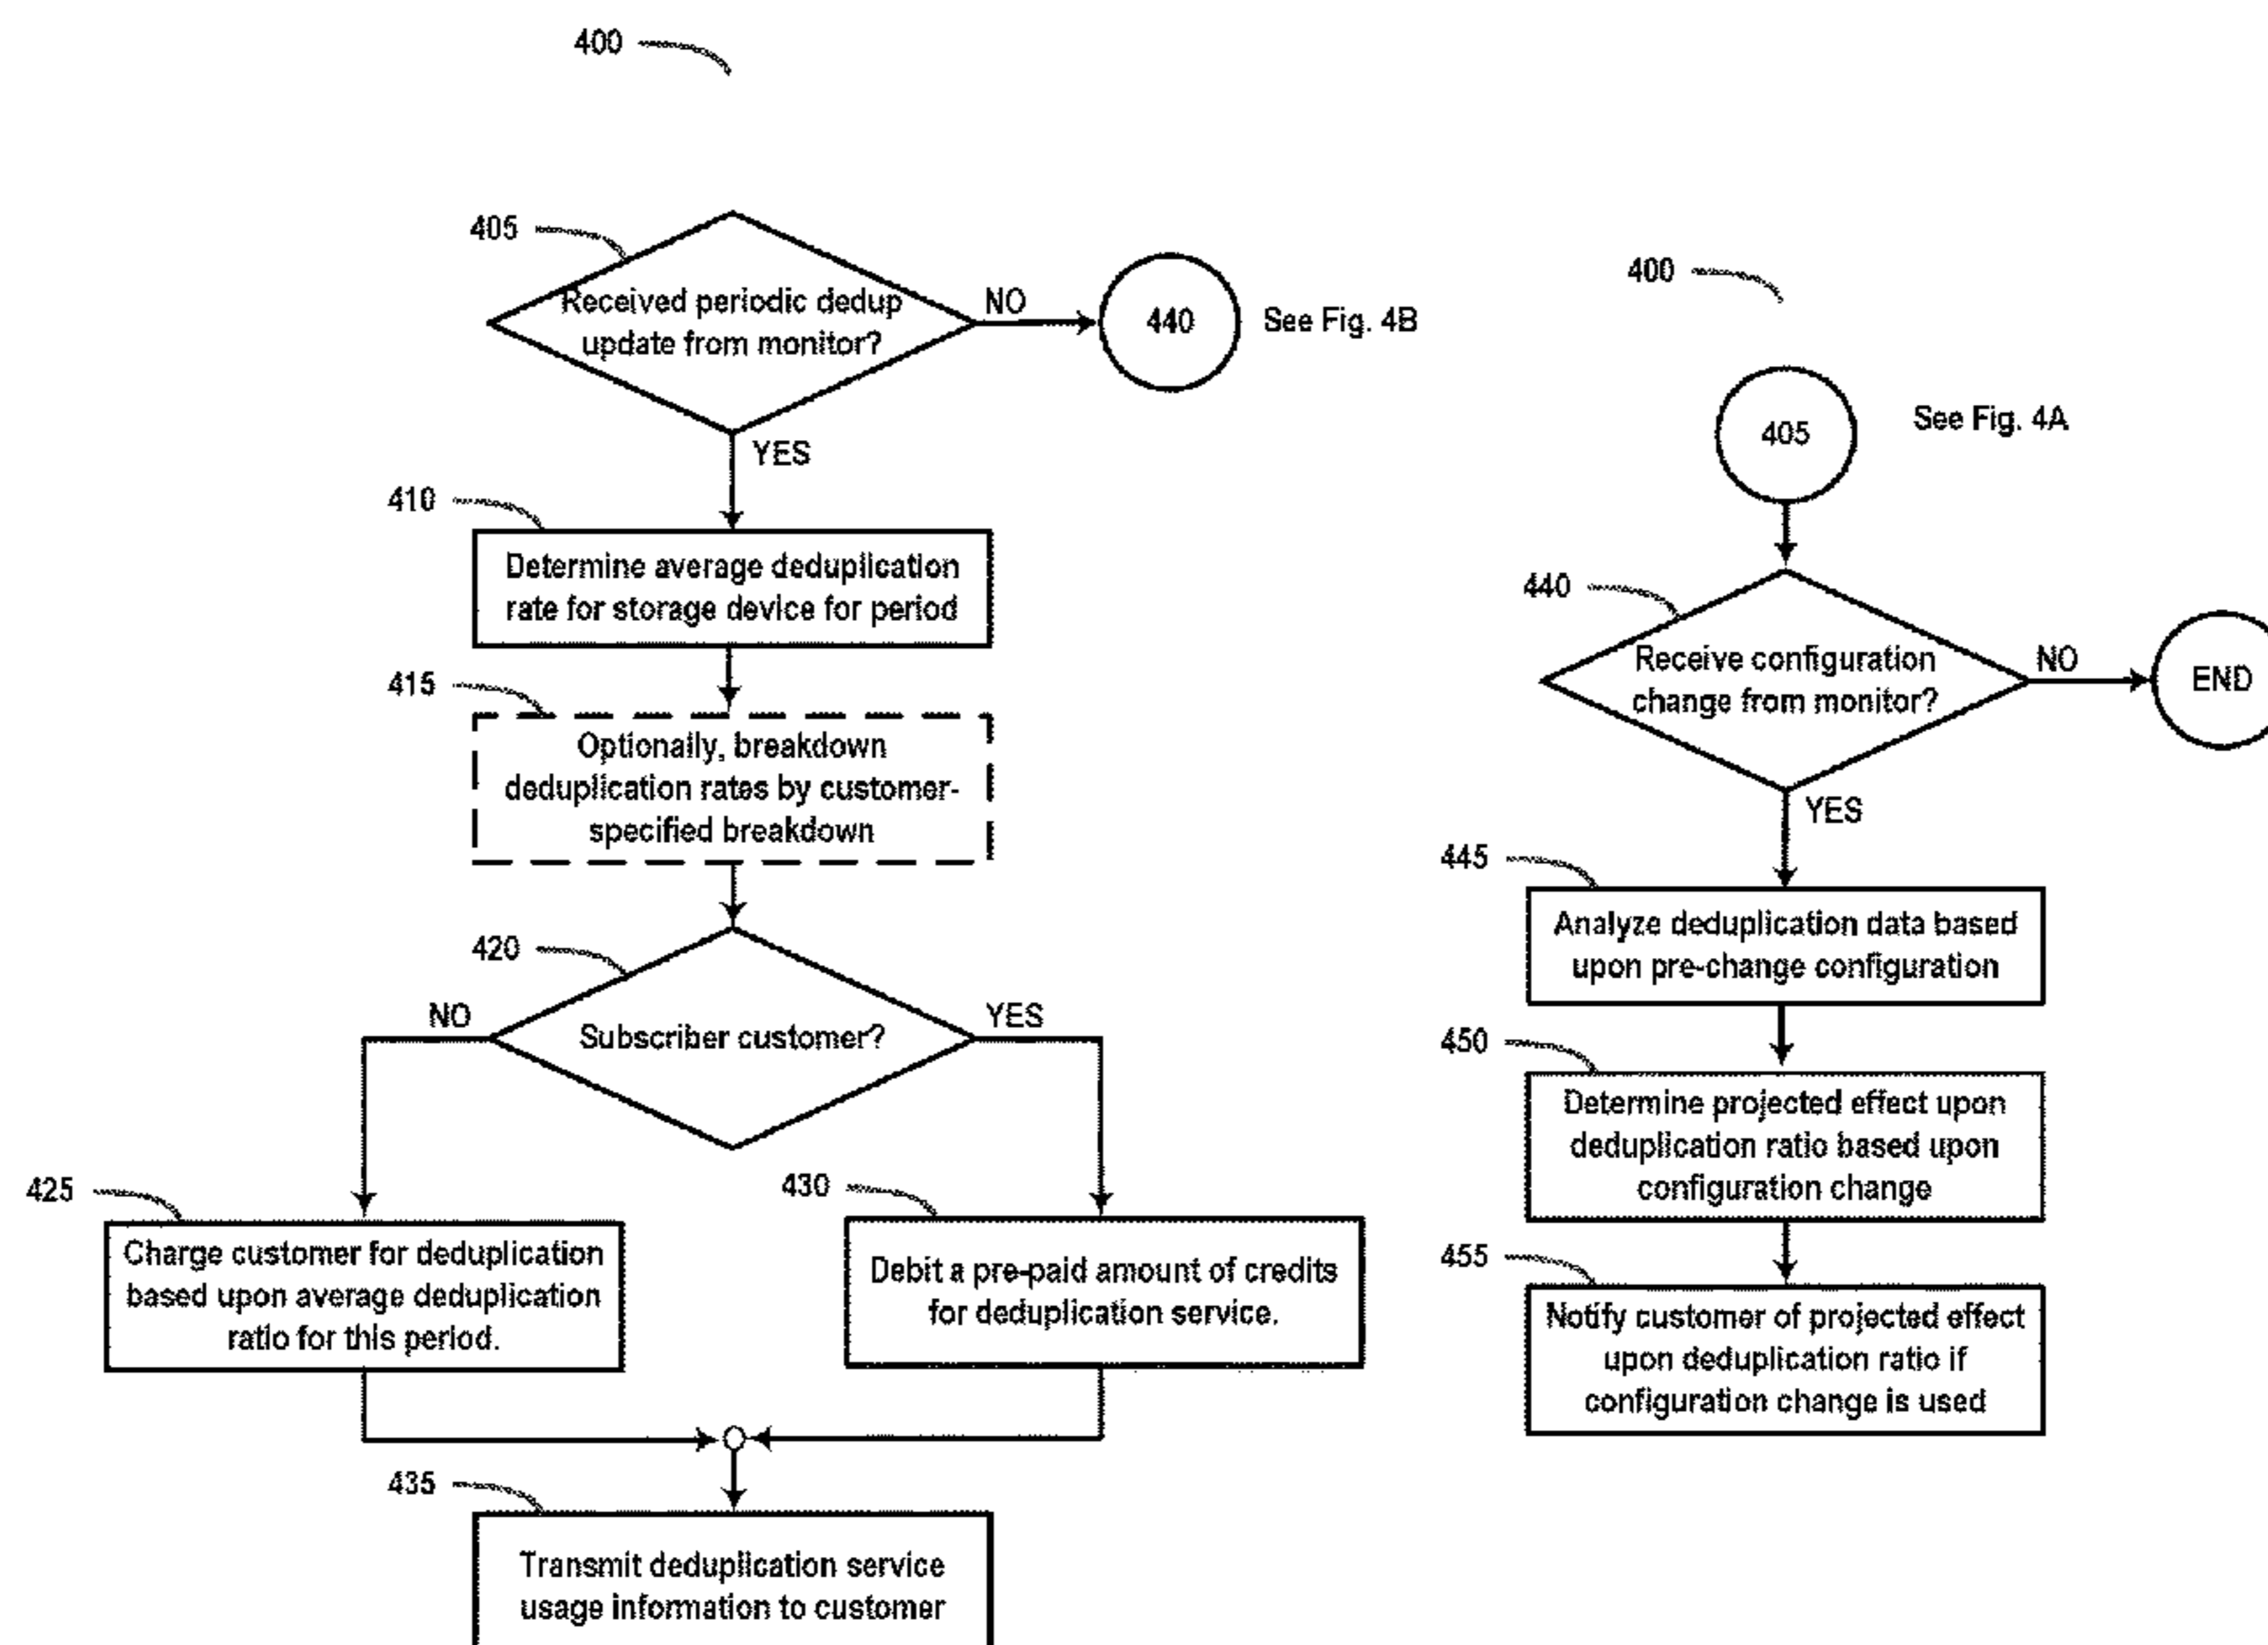 400
405
Received periodic dedup
update from monitor?
NO
440
See Fig. 4B
YES
410
Determine average deduplication
rate for storage device for period
415
Optionally, breakdown
deduplication rates by customer-
specified breakdown
420
NO
Subscriber customer?
YES
425
Charge customer for deduplication
based upon average deduplication
ratio for this period.
430
Debit a pre-paid amount of credits
for deduplication service.
435
Transmit deduplication service
usage information to customer
400
405
See Fig. 4A
440
Receive configuration
change from monitor?
NO
END
YES
445
Analyze deduplication data based
upon pre-change configuration
450
Determine projected effect upon
deduplication ratio based upon
configuration change
455
Notify customer of projected effect
upon deduplication ratio if
configuration change is used